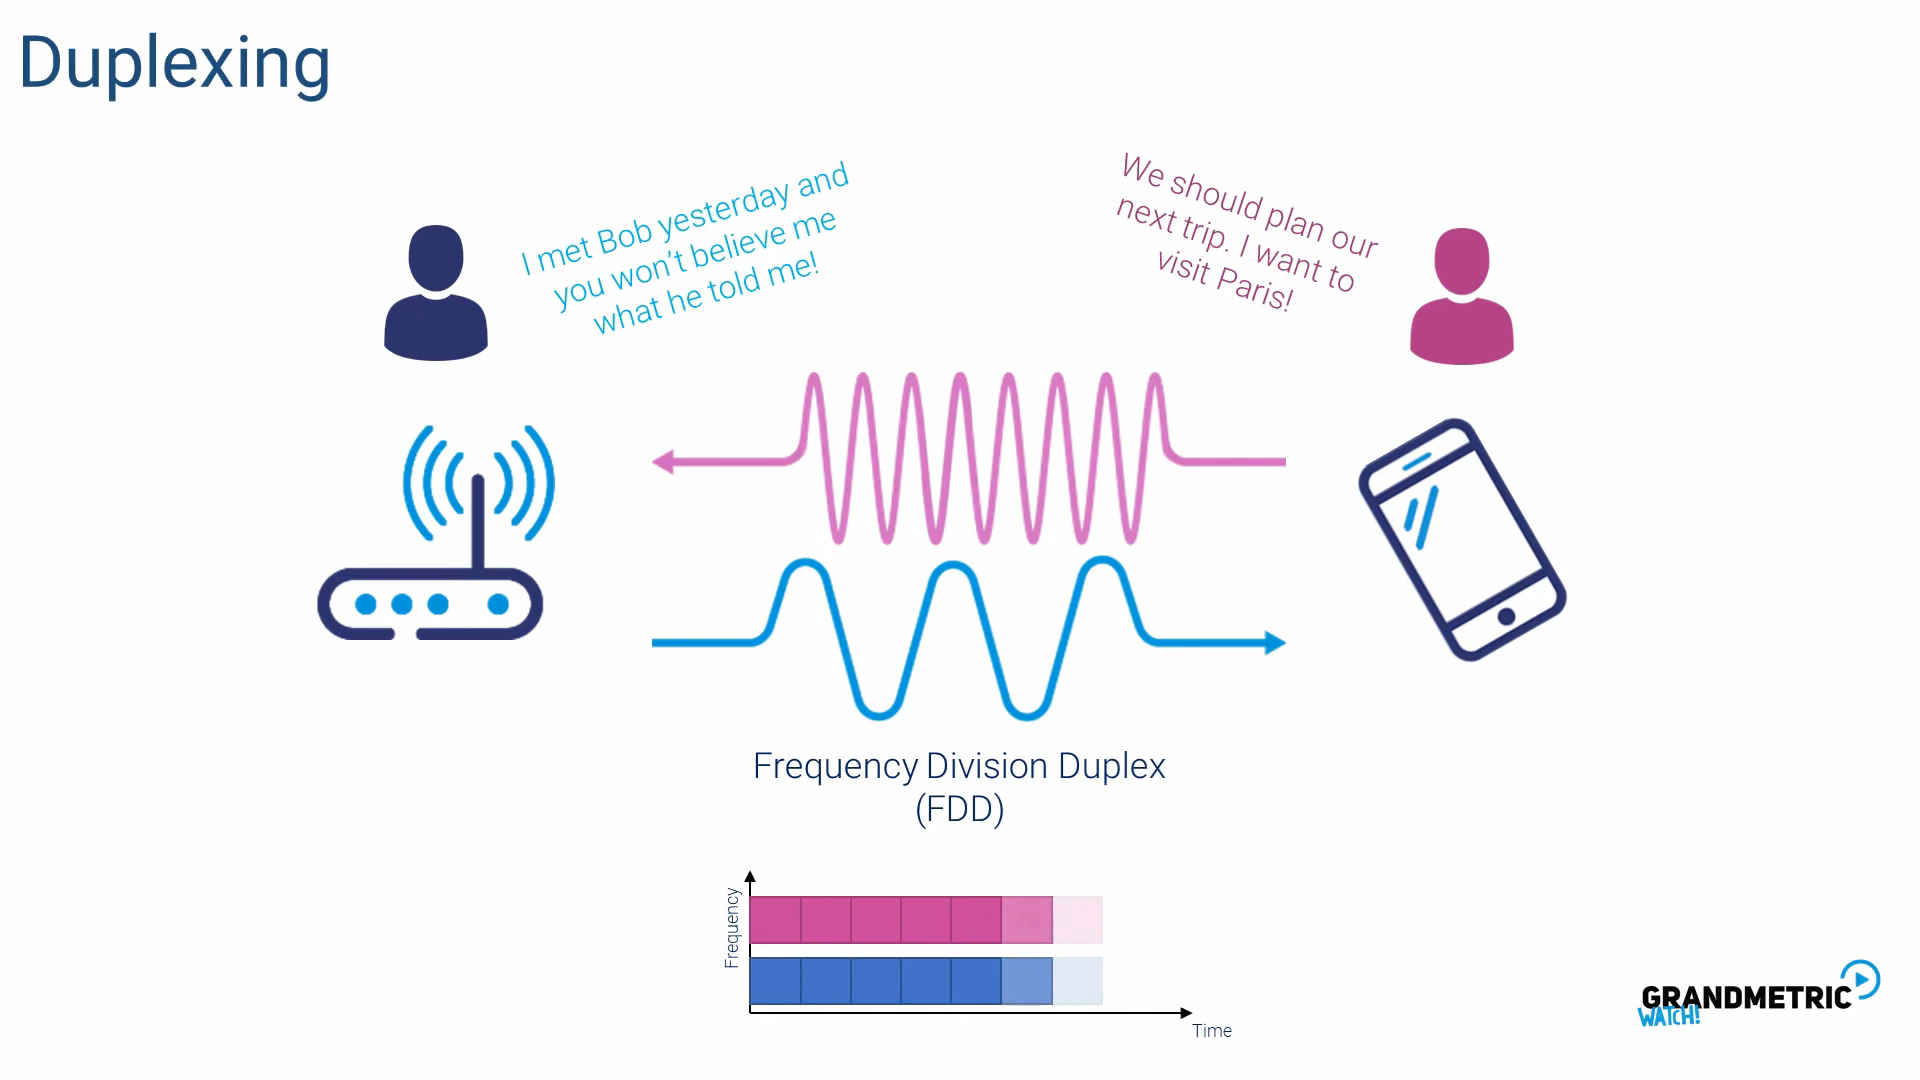 Duplexing
I met Bob yesterday and
you won't believe me
what he told me!
We should plan our
next trip. I want to
visit Paris!
Frequency Division Duplex
(FDD)
Frequency
Time
GRANDMETRIC
WATCH!